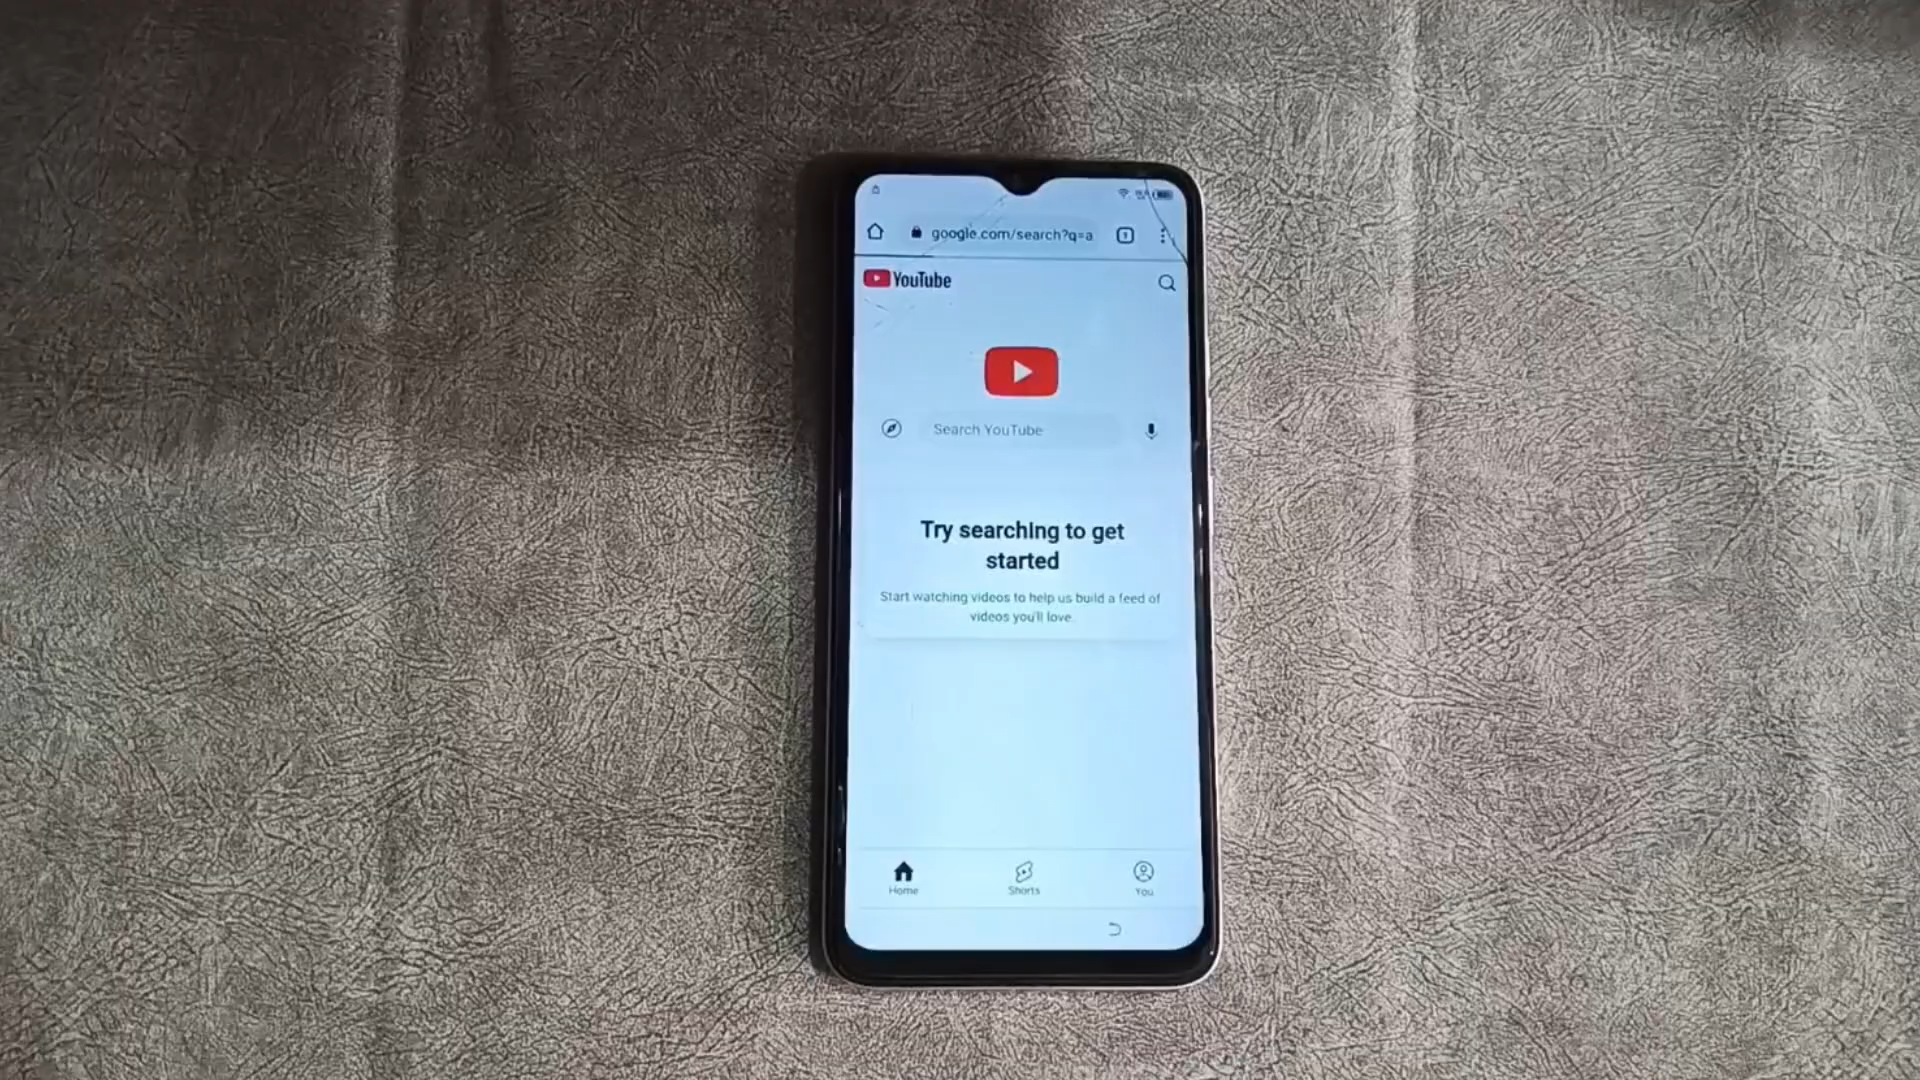 google.com/search?q=a
YouTube
Search YouTube
Try searching to get
started
Start watching videos to help us build a feed of
videos you'll love.
Home
Shorts
You